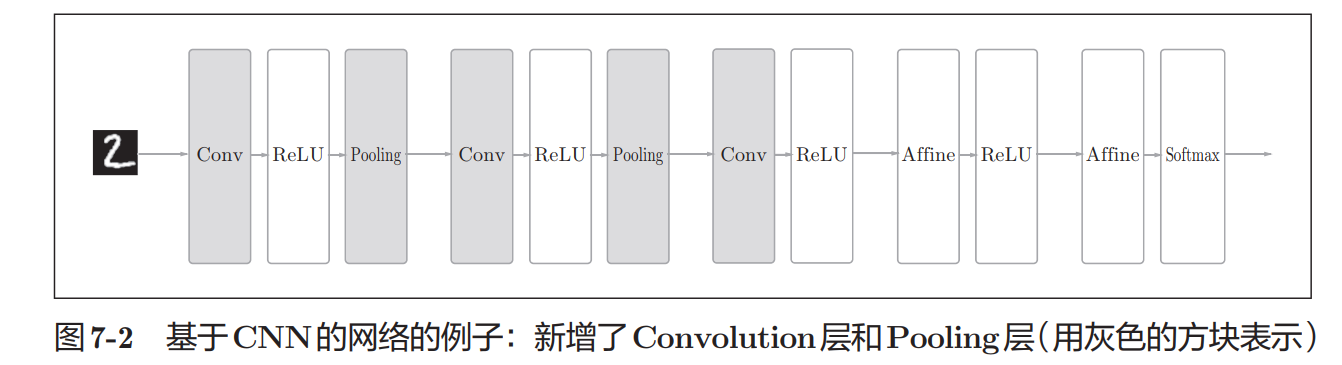 2 Conv ReLU Pooling Conv ReLU Pooling Conv ReLU Affine ReLU Affine Softmax
图7-2 基于CNN的网络的例子：新增了Convolution层和Pooling层（用灰色的方块表示）